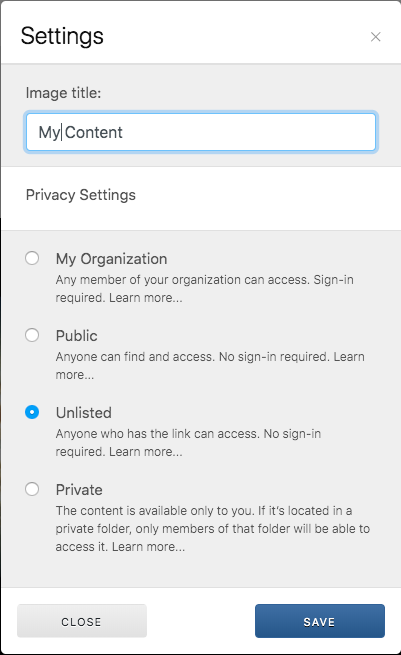 Settings
×
Image title:
My Content
Privacy Settings
My Organization
Any member of your organization can access. Sign-in
required. Learn more...
Public
Anyone can find and access. No sign-in required. Learn
more...
Unlisted
Anyone who has the link can access. No sign-in
required. Learn more...
Private
The content is available only to you. If it's located in a
private folder, only members of that folder will be able to
access it. Learn more...
CLOSE
SAVE